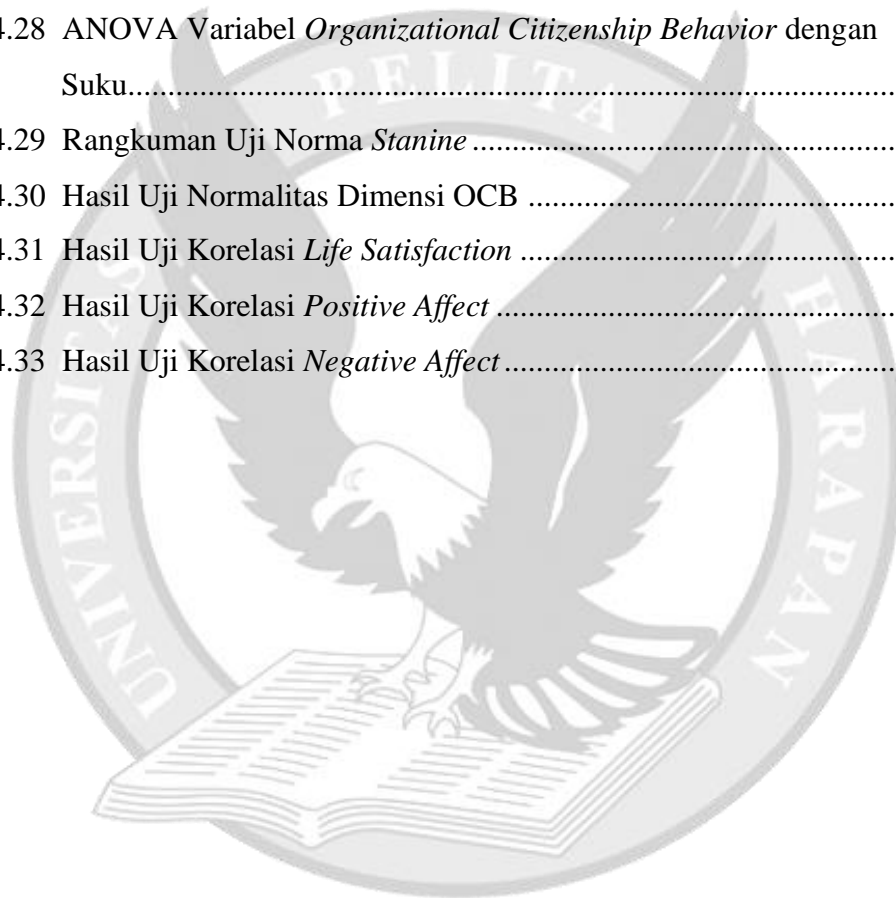 4.28 ANOVA Variabel Organizational Citizenship Behavior dengan
Suku........................................................................................................
4.29 Rangkuman Uji Norma Stanine..........................................................
4.30 Hasil Uji Normalitas Dimensi OCB ..................................................
4.31 Hasil Uji Korelasi Life Satisfaction ...................................................
4.32 Hasil Uji Korelasi Positive Affect ......................................................
4.33 Hasil Uji Korelasi Negative Affect.....................................................
UNIVERSITAS PELITA HARAPAN